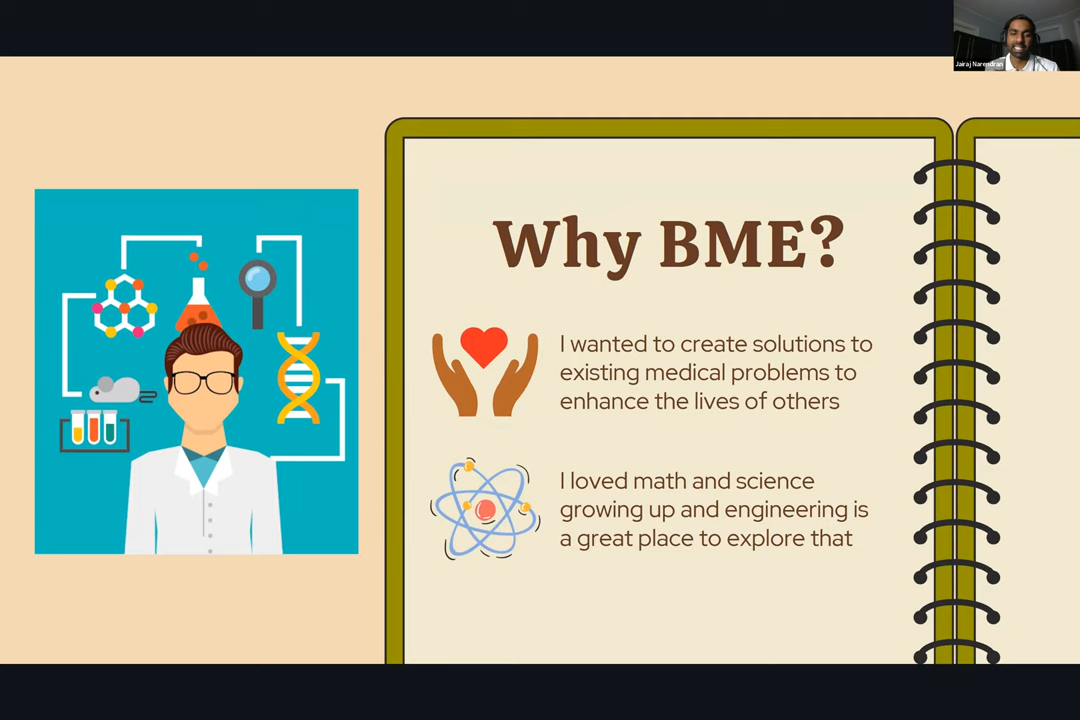 Jairaj Narendran
Why BME?
I wanted to create solutions to
existing medical problems to
enhance the lives of others
I loved math and science
growing up and engineering is
a great place to explore that